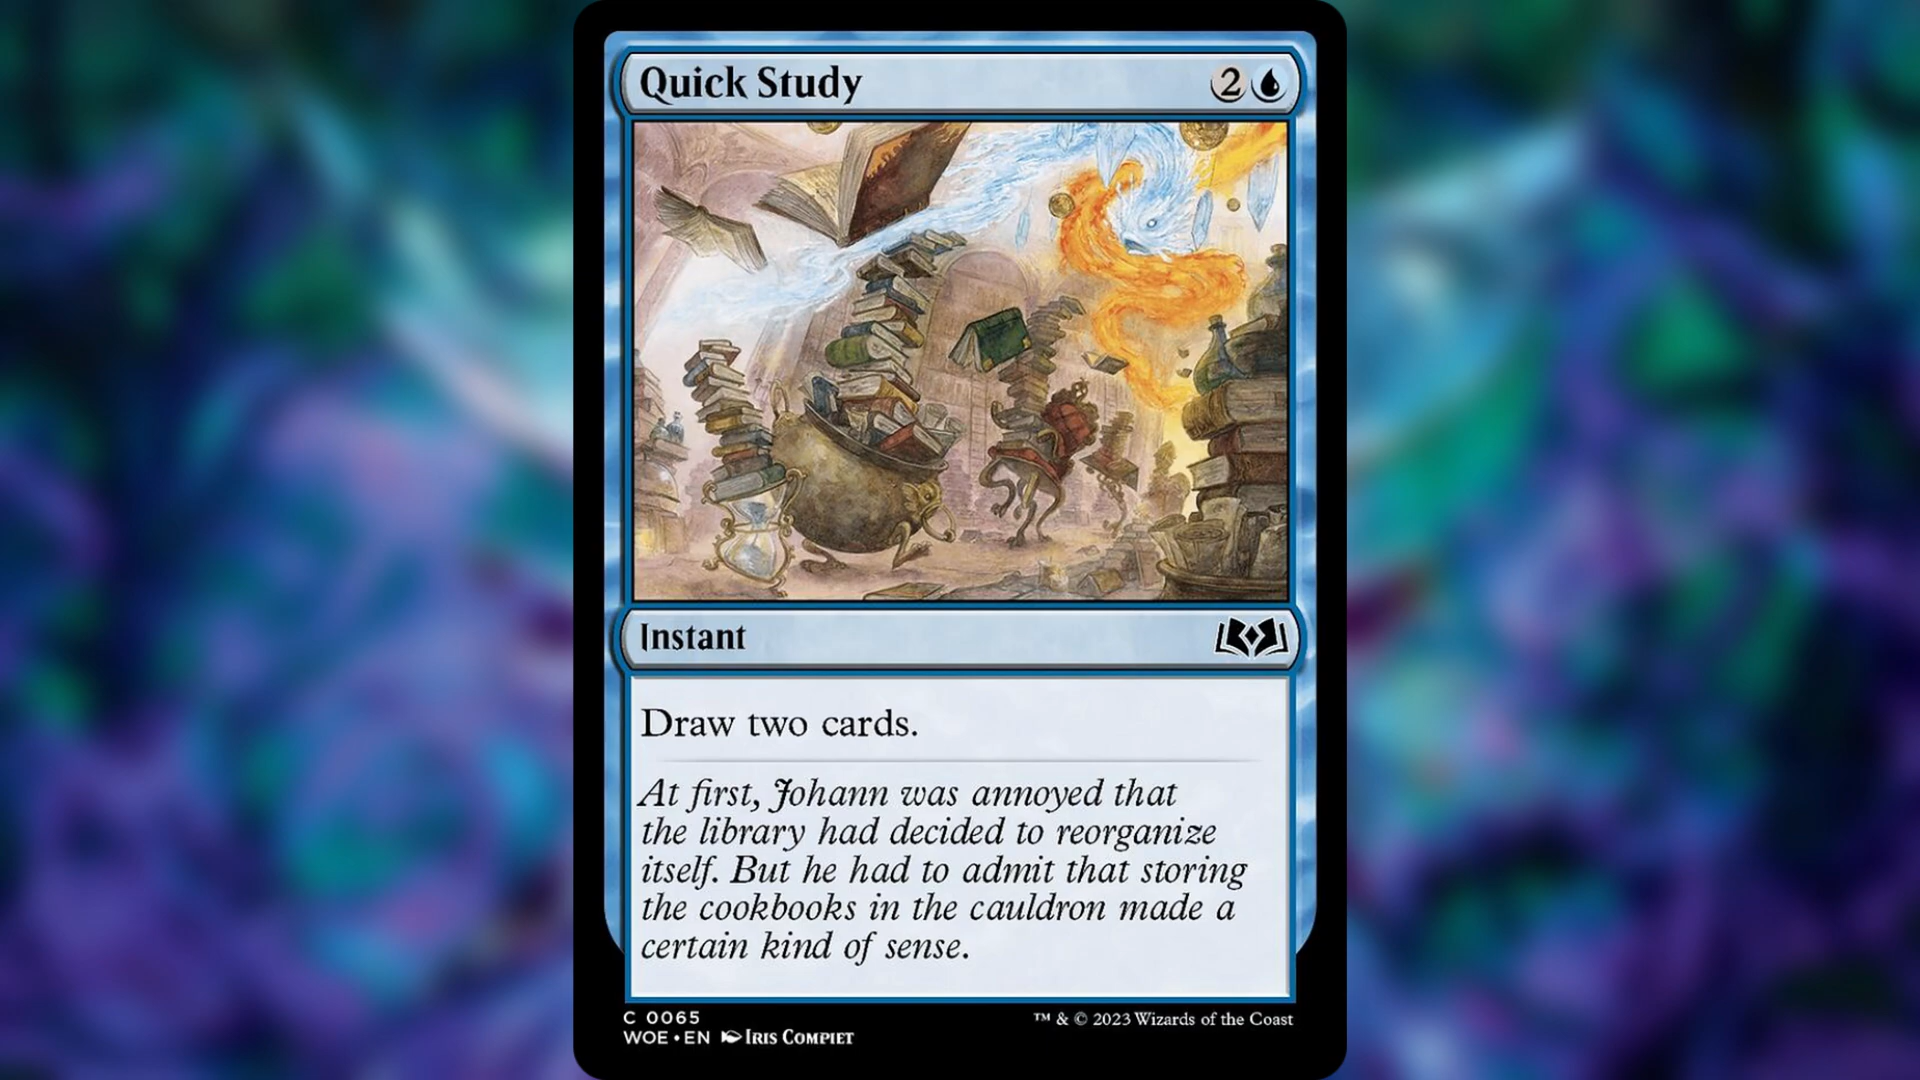 Quick Study 2
Instant
Draw two cards.
At first, Johann was annoyed that
the library had decided to reorganize
itself. But he had to admit that storing
the cookbooks in the cauldron made a
certain kind of sense.
C 0065
WOE • EN Iris Compiet
™ & © 2023 Wizards of the Coast